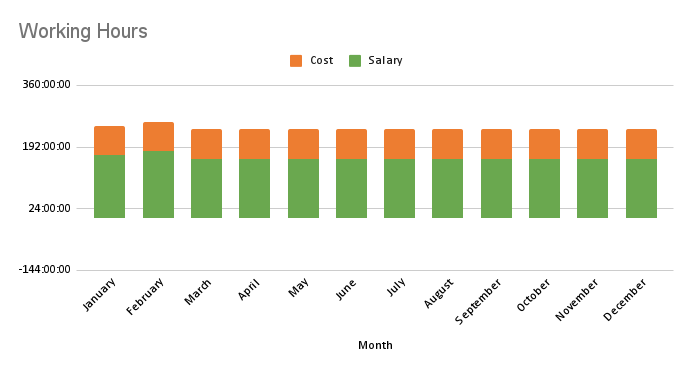 Working Hours
Cost Salary
360:00:00
192:00:00
24:00:00
-144:00:00
January February March April May June July August September October November December
Month